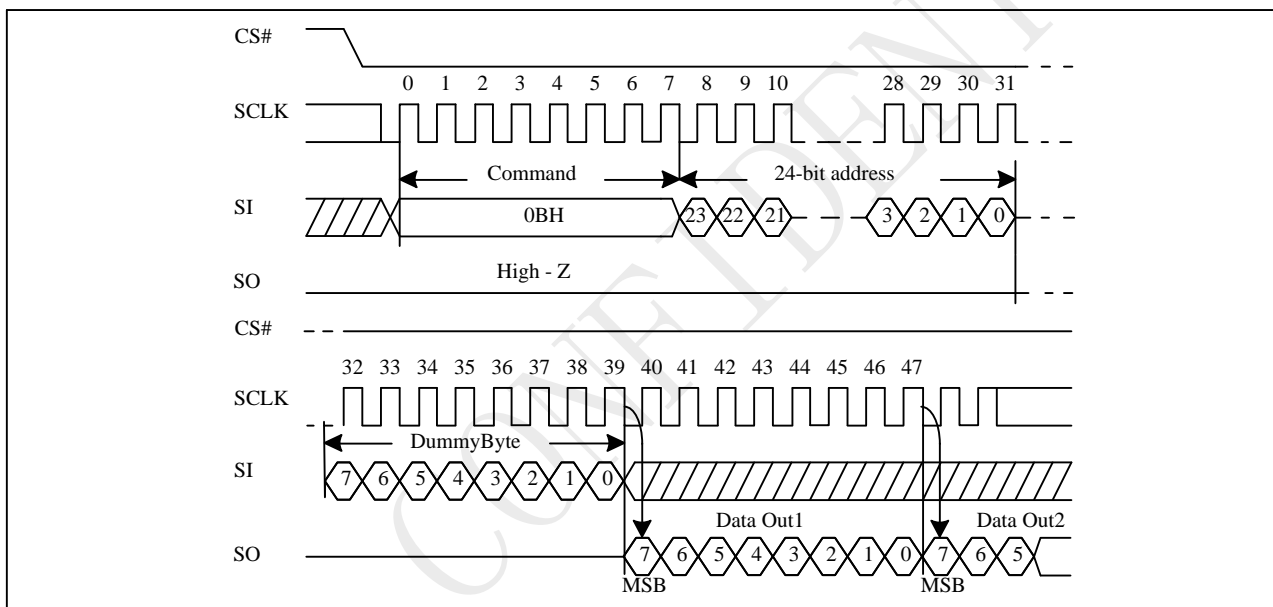 CS#
0 1 2 3 4 5 6 7 8 9 10 28 29 30 31
SCLK
Command 24-bit address
SI 0BH 23 22 21 3 2 1 0
High - Z
SO
CS#
32 33 34 35 36 37 38 39 40 41 42 43 44 45 46 47
SCLK
DummyByte
SI 7 6 5 4 3 2 1 0
Data Out1 Data Out2
SO 7 6 5 4 3 2 1 0 7 6 5
MSB MSB
CONFIDENT